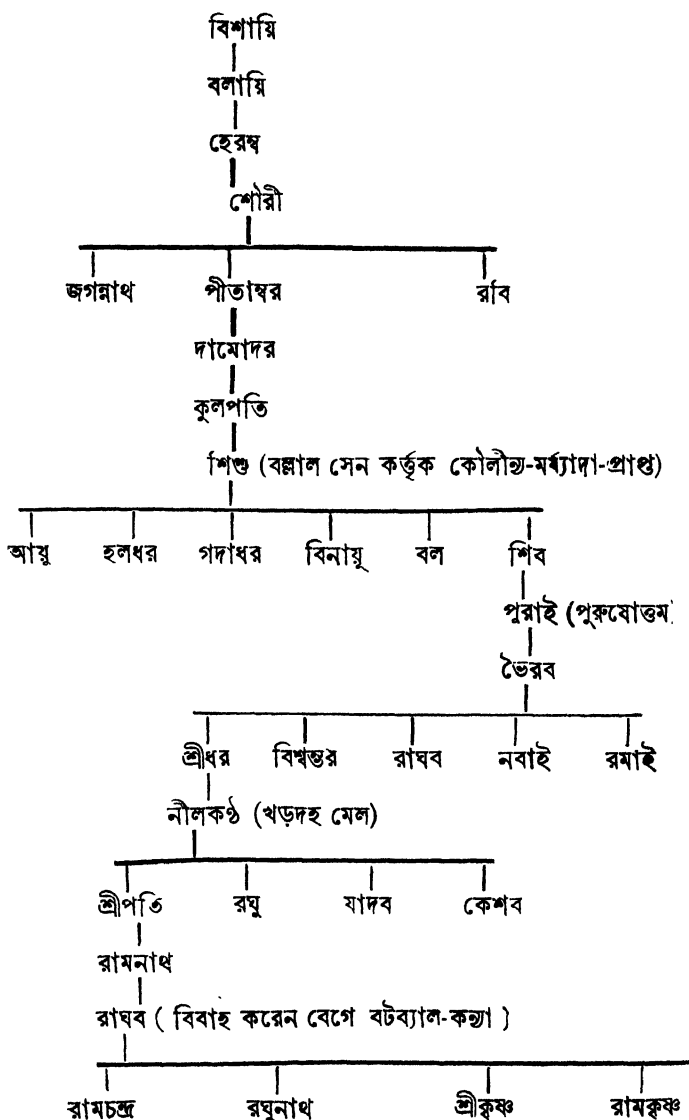 বিশায়ি
বলায়ি
হেরম্ব
শৌরী
জগন্নাথ পীতাম্বর রবি
দামোদর
কুলপতি
শিশু (বল্লাল সেন কর্ত্তৃক কৌলীন্য-মর্য্যাদা-প্রাপ্ত)
আয়ু হলধর গদাধর বিনায়ূ বল শিব
পুরাই (পুরুষোত্তম)
ভৈরব
শ্রীধর বিশ্বম্ভর রাঘব নবাই রমাই
নীলকণ্ঠ (খড়দহ মেল)
শ্রীপতি রঘু যাদব কেশব
রামনাথ
রাঘব ( বিবাহ করেন বেগে বটব্যাল-কন্যা )
রামচন্দ্র রঘুনাথ শ্রীকৃষ্ণ রামকৃষ্ণ